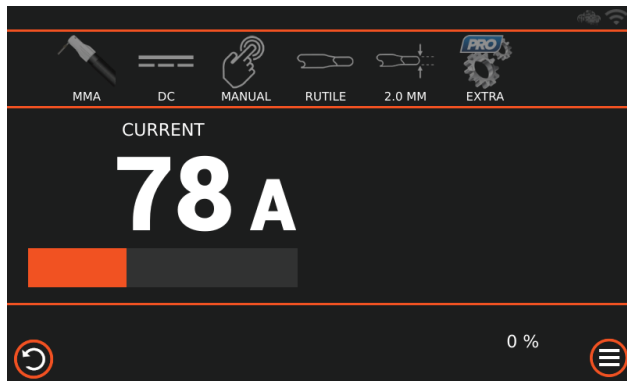 PRO
MMA DC MANUAL RUTILE 2.0 MM EXTRA
CURRENT
78 A
0 %